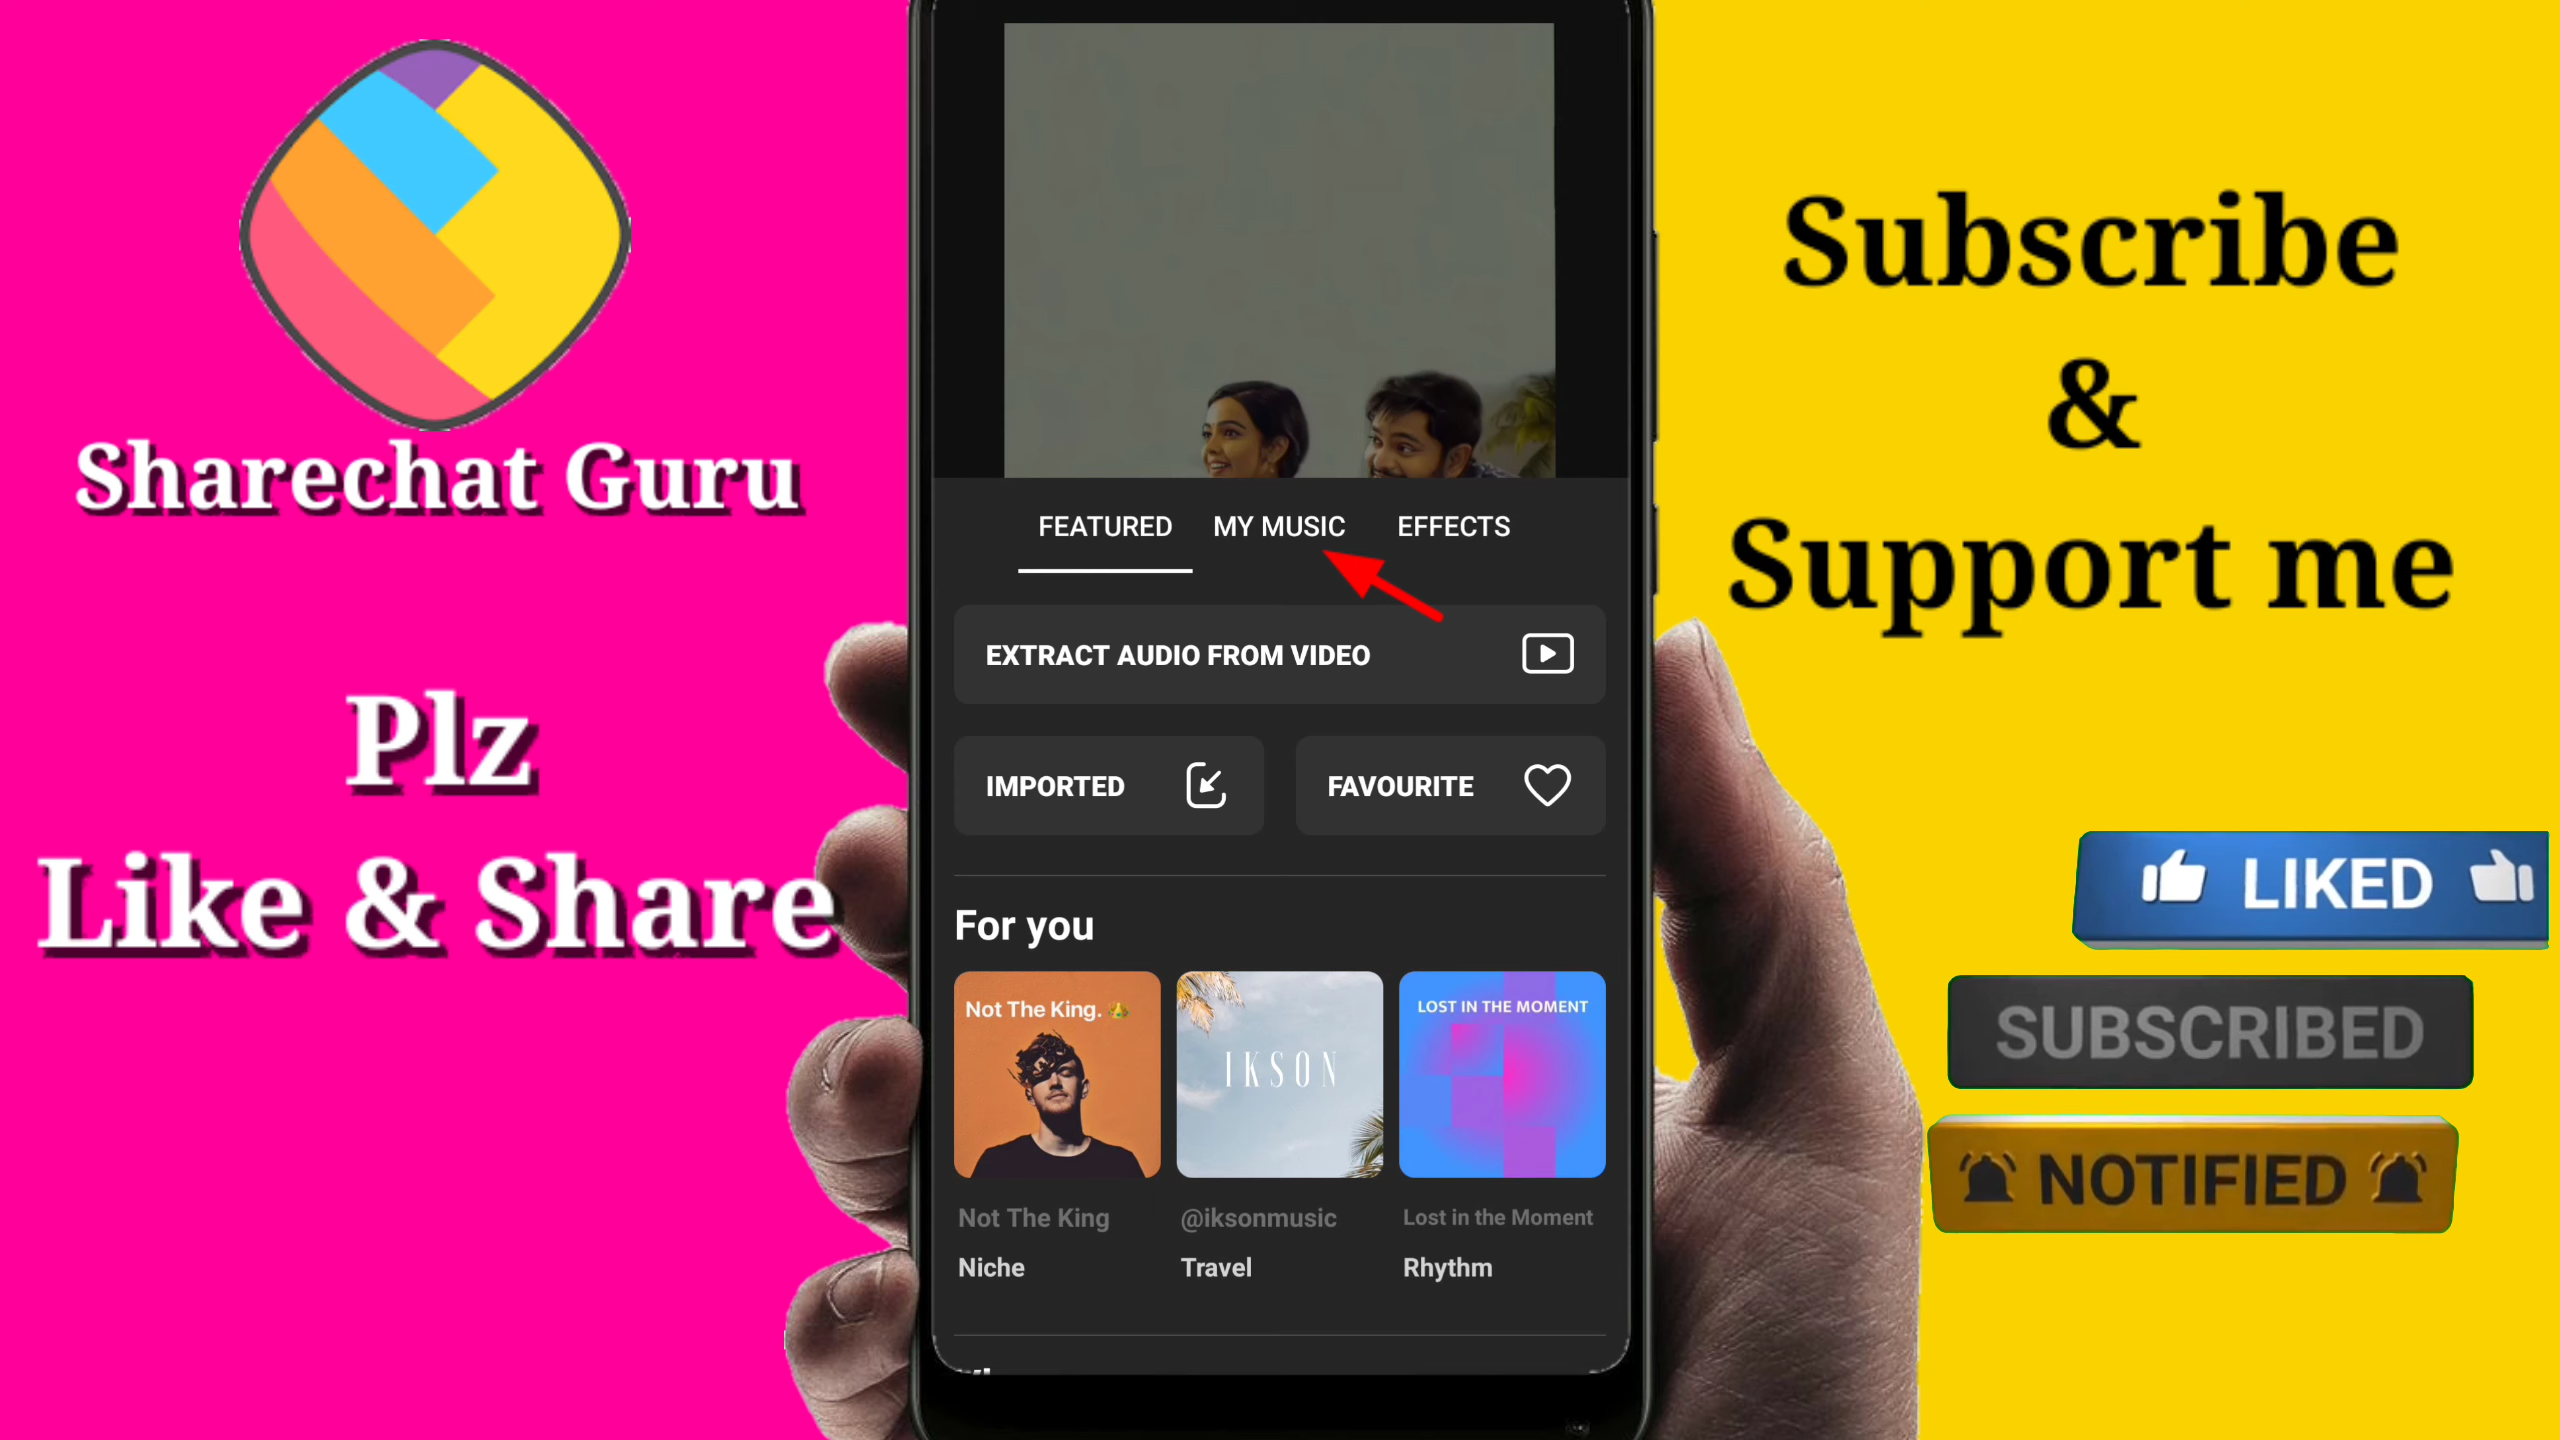 Sharechat Guru
Plz
Like & Share
FEATURED MY MUSIC EFFECTS
EXTRACT AUDIO FROM VIDEO
IMPORTED FAVOURITE
For you
Not The King.
IKSON
LOST IN THE MOMENT
Not The King @iksonmusic Lost in the Moment
Niche Travel Rhythm
Subscribe
&
Support me
LIKED
SUBSCRIBED
NOTIFIED